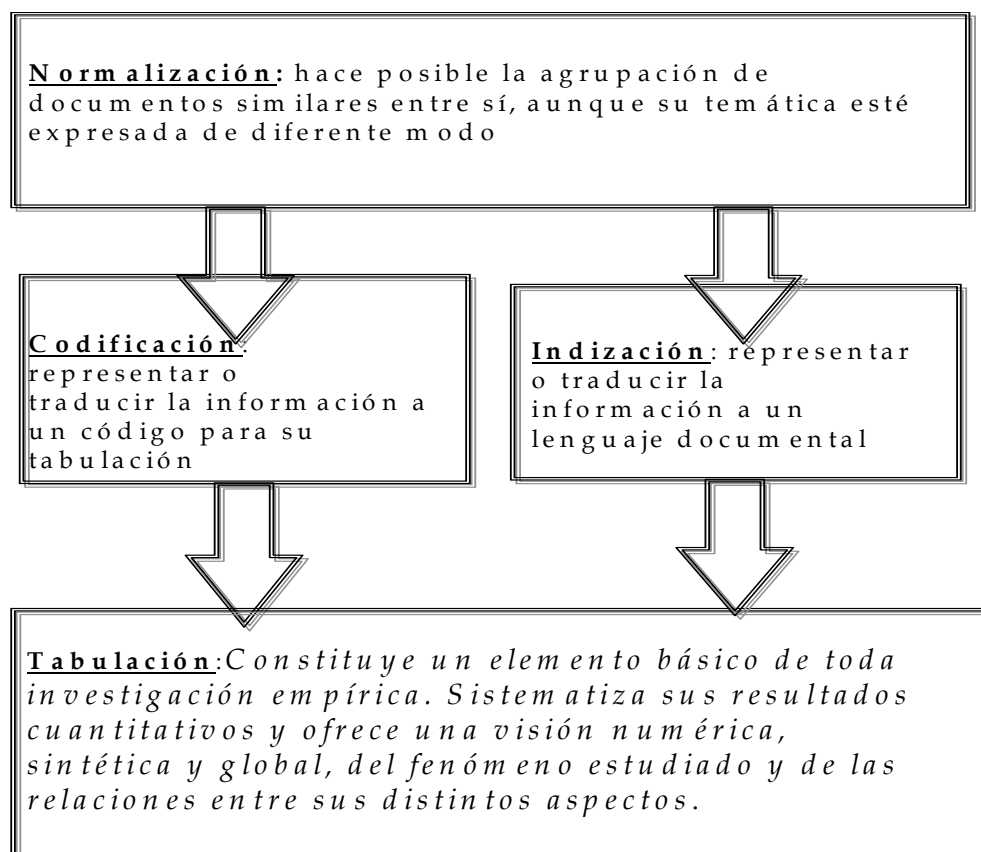 Normalización: hace posible la agrupación de
documentos similares entre sí, aunque su temática esté
expresada de diferente modo
Codificación:
representar o
traducir la información a
un código para su
tabulación
Indización: representar
o traducir la
información a un
lenguaje documental
Tabulación:Constituye un elemento básico de toda
investigación empírica. Sistematiza sus resultados
cuantitativos y ofrece una visión numérica,
sintética y global, del fenómeno estudiado y de las
relaciones entre sus distintos aspectos.